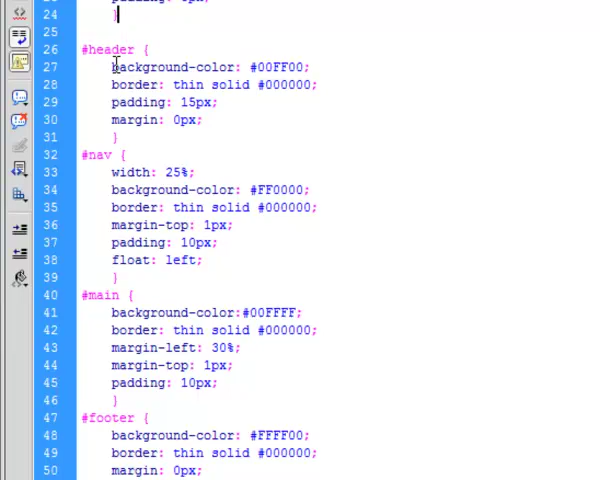 24 }
25
26 #header {
27 background-color: #00FF00;
28 border: thin solid #000000;
29 padding: 15px;
30 margin: 0px;
31 }
32 #nav {
33 width: 25%;
34 background-color: #FF0000;
35 border: thin solid #000000;
36 margin-top: 1px;
37 padding: 10px;
38 float: left;
39 }
40 #main {
41 background-color:#00FFFF;
42 border: thin solid #000000;
43 margin-left: 30%;
44 margin-top: 1px;
45 padding: 10px;
46 }
47 #footer {
48 background-color: #FFFF00;
49 border: thin solid #000000;
50 margin: 0px;